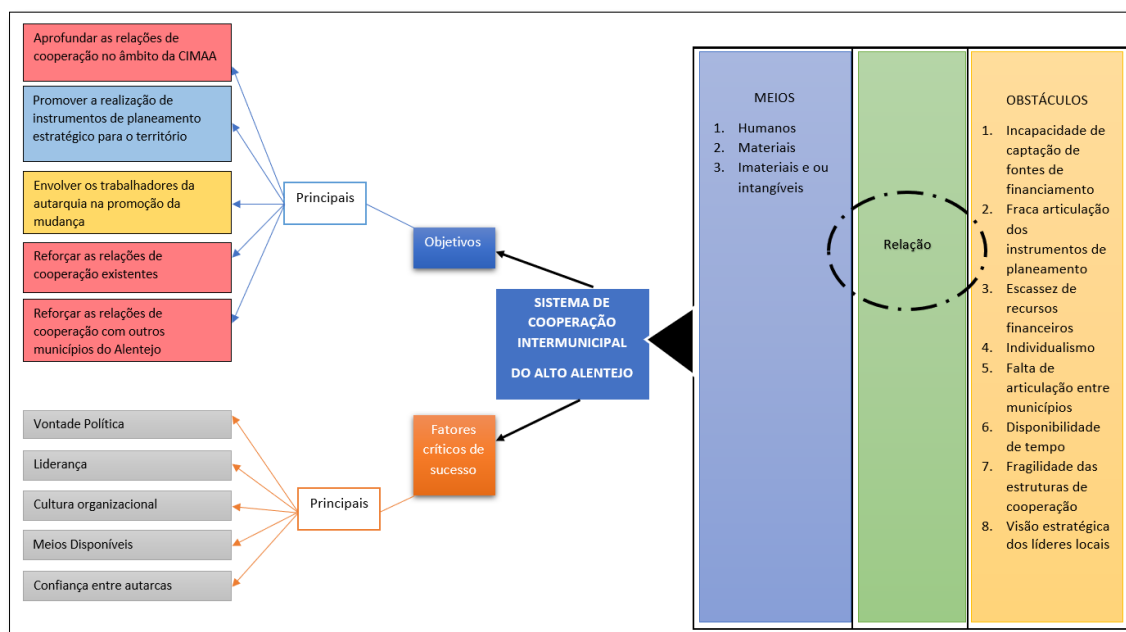 Aprofundar as relações de
cooperação no âmbito da CIMAA
Promover a realização de
instrumentos de planeamento
estratégico para o território
Envolver os trabalhadores da
autarquia na promoção da
mudança
Reforçar as relações de
cooperação existentes
Reforçar as relações de
cooperação com outros
municípios do Alentejo
Principais
Objetivos
SISTEMA DE
COOPERAÇÃO
INTERMUNICIPAL
DO ALTO ALENTEJO
Fatores
críticos de
sucesso
Principais
Vontade Política
Liderança
Cultura organizacional
Meios Disponíveis
Confiança entre autarcas
MEIOS
1. Humanos
2. Materiais
3. Imateriais e ou
intangíveis
Relação
OBSTÁCULOS
1. Incapacidade de
captação de
fontes de
financiamento
2. Fraca articulação
dos
instrumentos de
planeamento
3. Escassez de
recursos
financeiros
4. Individualismo
5. Falta de
articulação entre
municípios
6. Disponibilidade
de tempo
7. Fragilidade das
estruturas de
cooperação
8. Visão estratégica
dos líderes locais